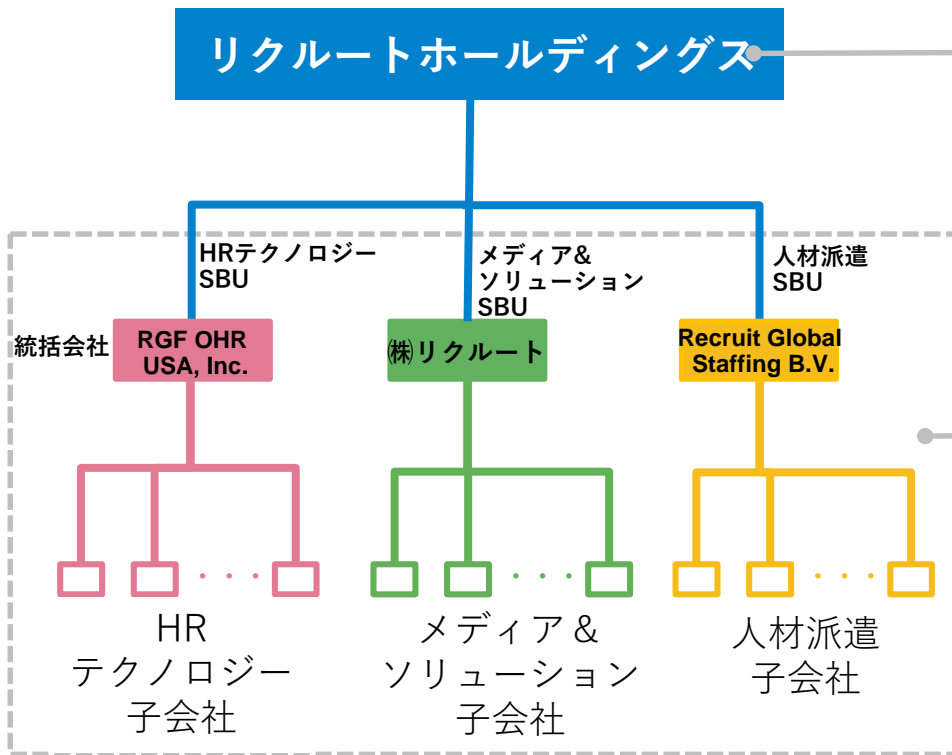 リクルートホールディングス
HRテクノロジー
SBU
メディア&
ソリューション
SBU
人材派遣
SBU
統括会社
RGF OHR
USA, Inc.
㈱リクルート
Recruit Global
Staffing B.V.
・・・
・・・
・・・
HR
テクノロジー
子会社
メディア&
ソリューション
子会社
人材派遣
子会社